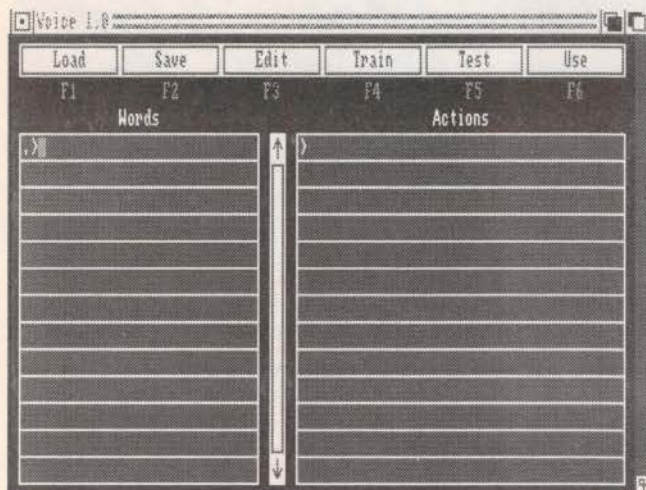 Voice 1.0
Load Save Edit Train Test Use
F1 F2 F3 F4 F5 F6
Words Actions
.> >